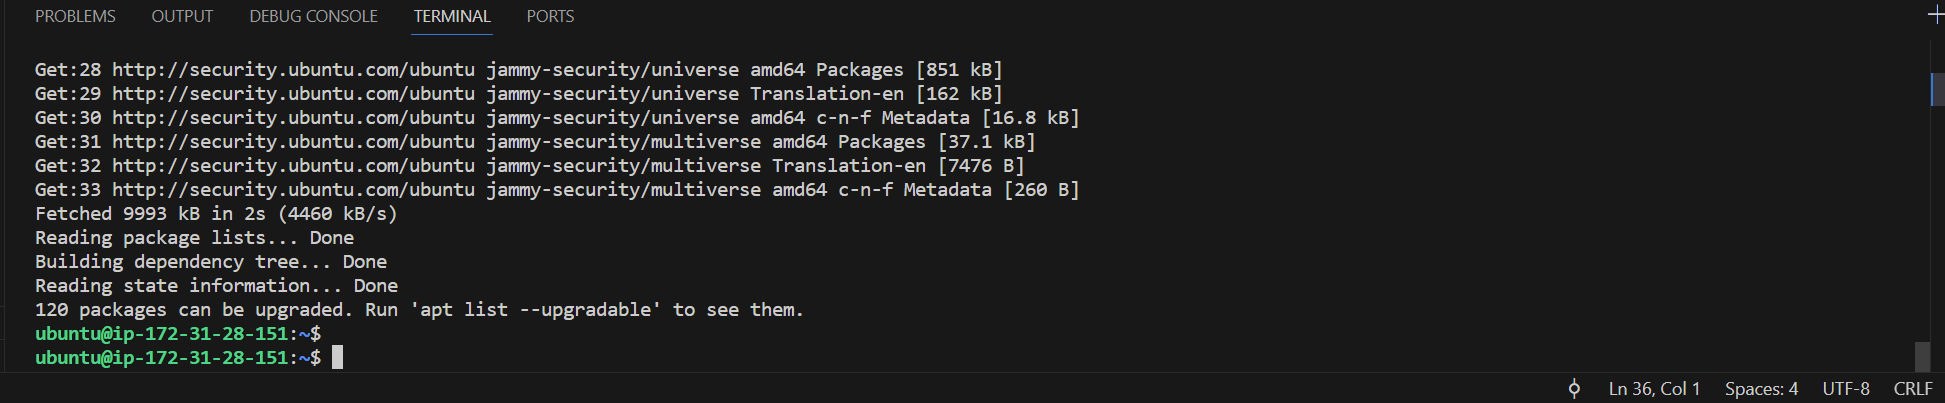 PROBLEMS OUTPUT DEBUG CONSOLE TERMINAL PORTS
Get:28 http://security.ubuntu.com/ubuntu jammy-security/universe amd64 Packages [851 kB]
Get:29 http://security.ubuntu.com/ubuntu jammy-security/universe Translation-en [162 kB]
Get:30 http://security.ubuntu.com/ubuntu jammy-security/universe amd64 c-n-f Metadata [16.8 kB]
Get:31 http://security.ubuntu.com/ubuntu jammy-security/multiverse amd64 Packages [37.1 kB]
Get:32 http://security.ubuntu.com/ubuntu jammy-security/multiverse Translation-en [7476 B]
Get:33 http://security.ubuntu.com/ubuntu jammy-security/multiverse amd64 c-n-f Metadata [260 B]
Fetched 9993 kB in 2s (4460 kB/s)
Reading package lists... Done
Building dependency tree... Done
Reading state information... Done
120 packages can be upgraded. Run 'apt list --upgradable' to see them.
ubuntu@ip-172-31-28-151:~$
ubuntu@ip-172-31-28-151:~$
Ln 36, Col 1 Spaces: 4 UTF-8 CRLF